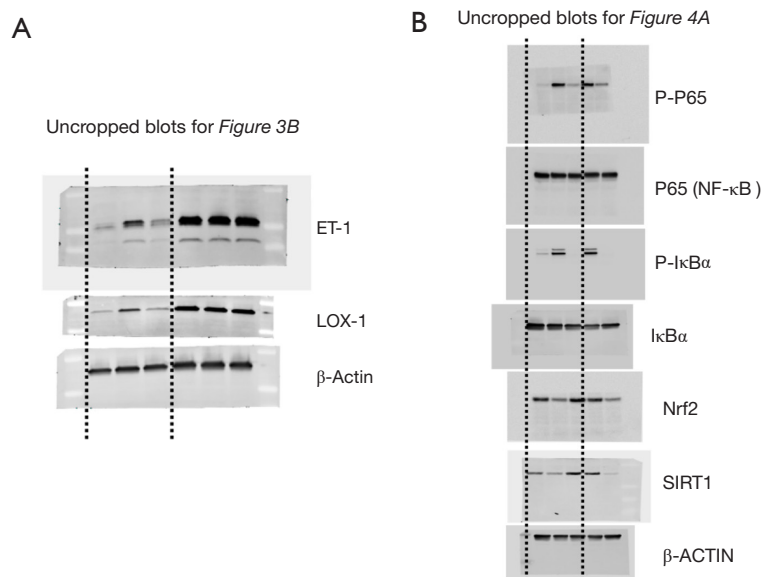 A
Uncropped blots for Figure 3B
ET-1
LOX-1
β-Actin
B
Uncropped blots for Figure 4A
P-P65
P65 (NF-κB )
P-IκBα
IκBα
Nrf2
SIRT1
β-ACTIN